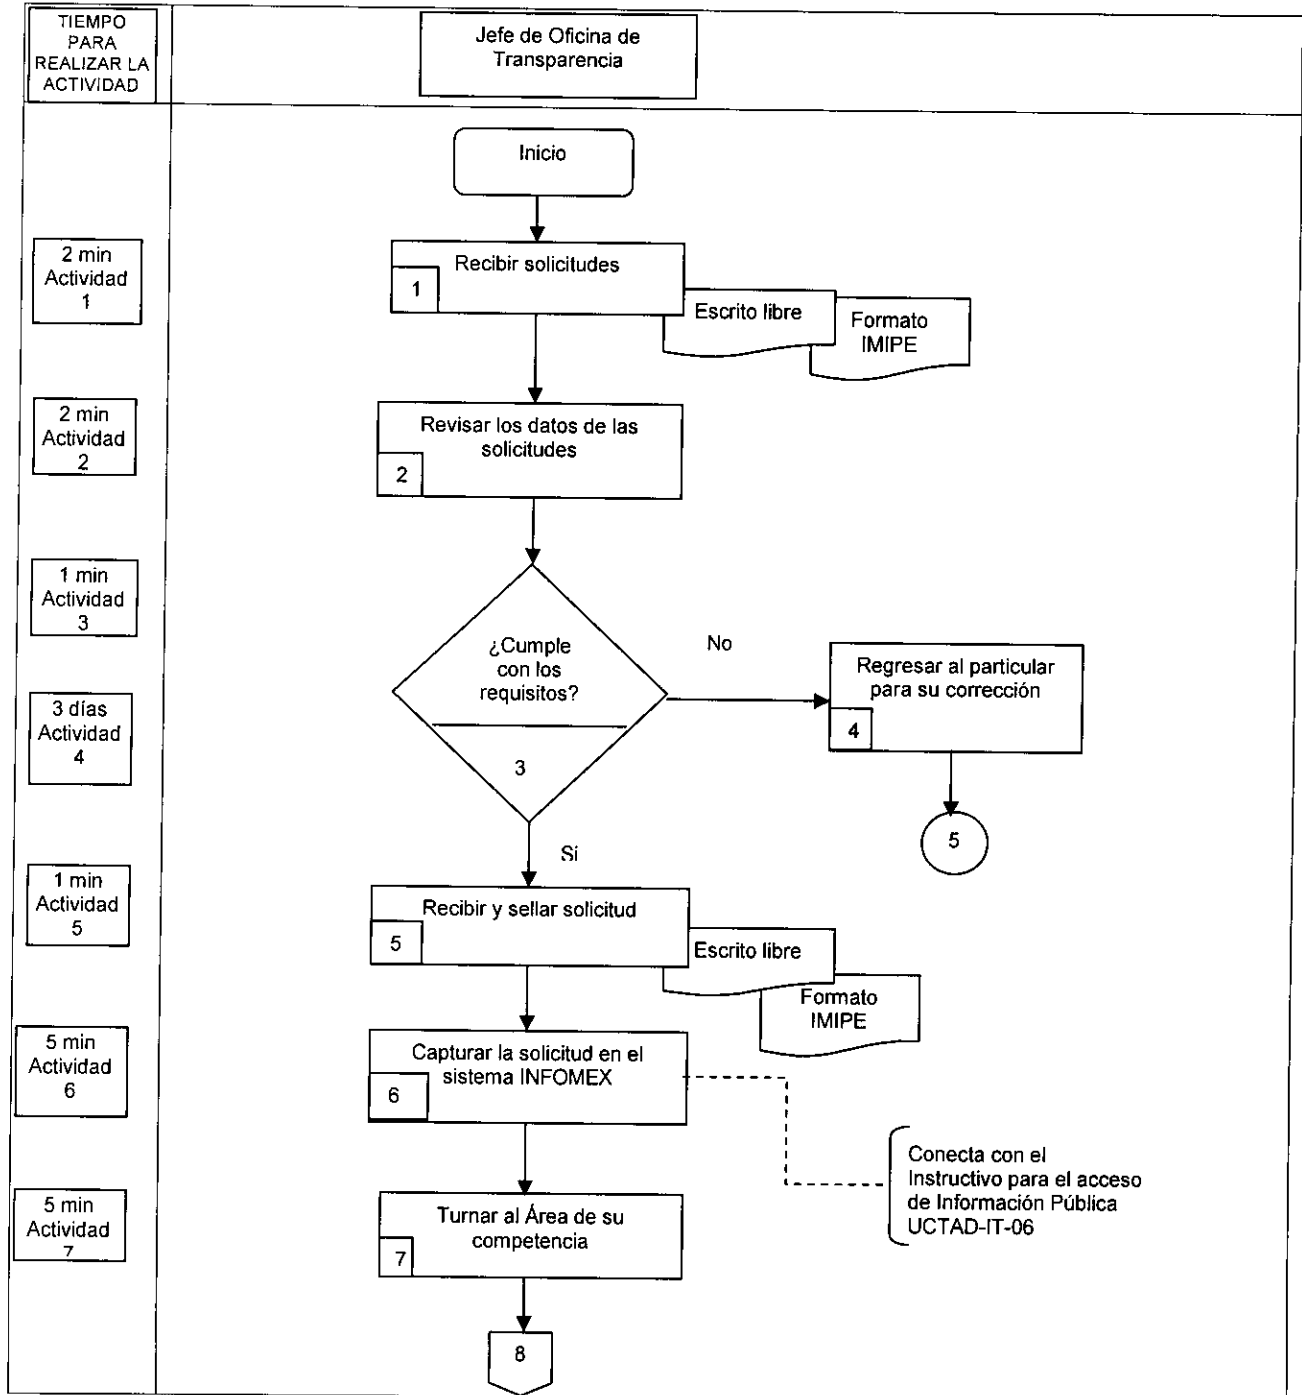 TIEMPO
PARA
REALIZAR LA
ACTIVIDAD
Jefe de Oficina de
Transparencia
Inicio
2 min
Actividad
1
Recibir solicitudes
1
Escrito libre
Formato
IMIPE
2 min
Actividad
2
Revisar los datos de las
solicitudes
2
1 min
Actividad
3
¿Cumple
con los
requisitos?
3
No
Regresar al particular
para su corrección
4
3 días
Actividad
4
5
Sí
1 min
Actividad
5
Recibir y sellar solicitud
5
Escrito libre
Formato
IMIPE
5 min
Actividad
6
Capturar la solicitud en el
sistema INFOMEX
6
Conecta con el
Instructivo para el acceso
de Información Pública
UCTAD-IT-06
5 min
Actividad
7
Turnar al Área de su
competencia
7
8